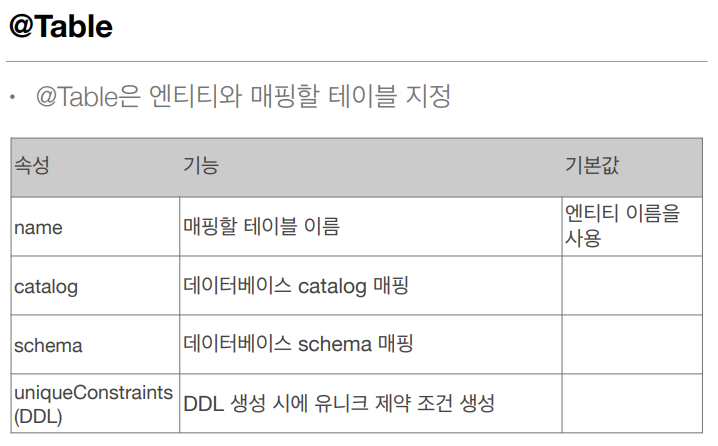 @Table
• @Table은 엔티티와 매핑할 테이블 지정
속성 기능 기본값
name 매핑할 테이블 이름 엔티티 이름을
사용
catalog 데이터베이스 catalog 매핑
schema 데이터베이스 schema 매핑
uniqueConstraints
(DDL) DDL 생성 시에 유니크 제약 조건 생성